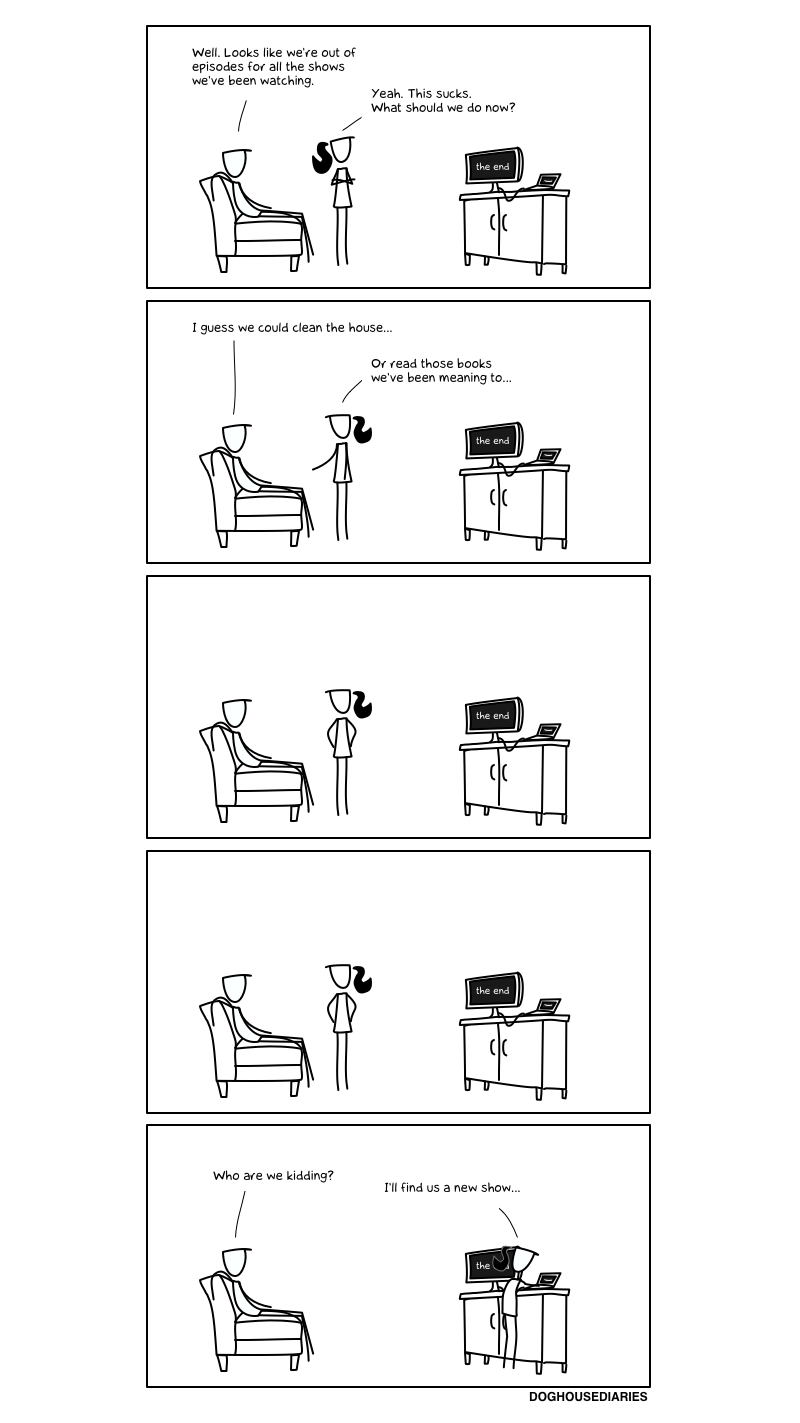 Well. Looks like we're out of
episodes for all the shows
we've been watching.
Yeah. This sucks.
What should we do now?
the end
I guess we could clean the house...
Or read those books
we've been meaning to...
the end
the end
the end
Who are we kidding?
I'll find us a new show...
the
DOGHOUSEDIARIES